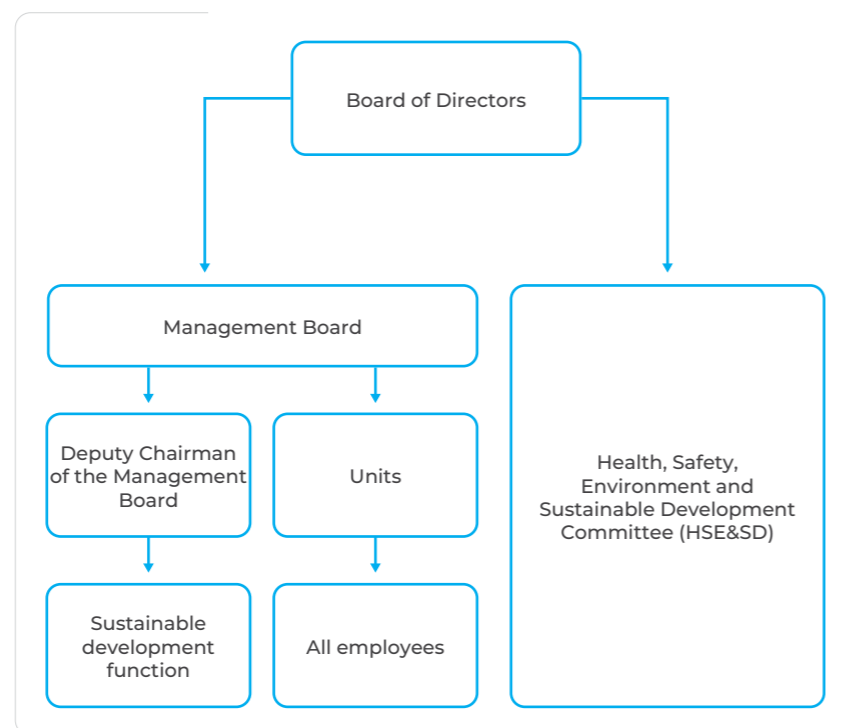 Board of Directors
Management Board
Deputy Chairman
of the Management
Board
Units
Health, Safety,
Environment and
Sustainable Development
Committee (HSE&SD)
Sustainable
development
function
All employees